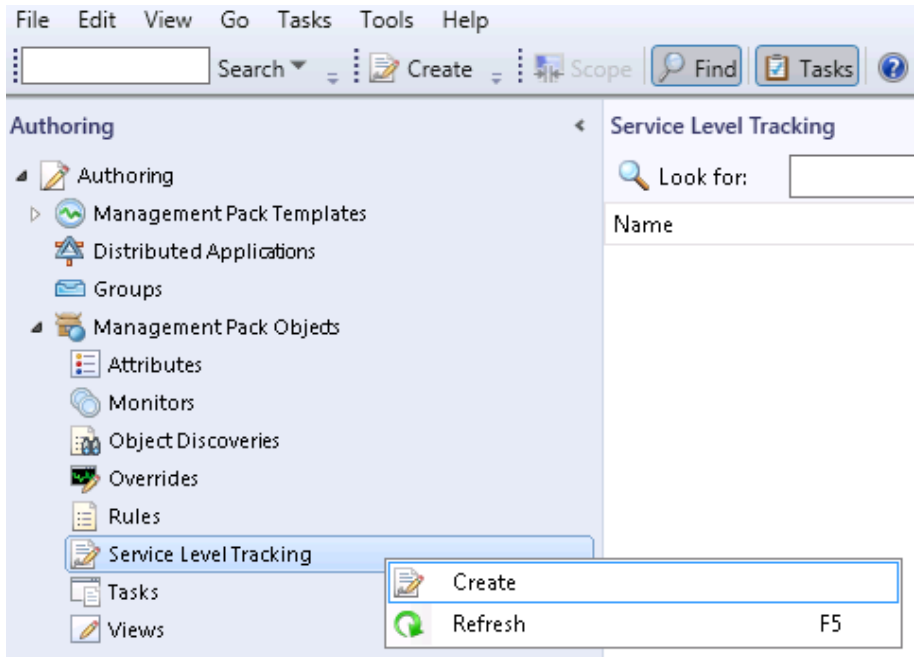 File Edit View Go Tasks Tools Help
Search Create Scope Find Tasks
Authoring
Service Level Tracking
Authoring
Look for:
Management Pack Templates
Name
Distributed Applications
Groups
Management Pack Objects
Attributes
Monitors
Object Discoveries
Overrides
Rules
Service Level Tracking
Create
Tasks
Refresh F5
Views